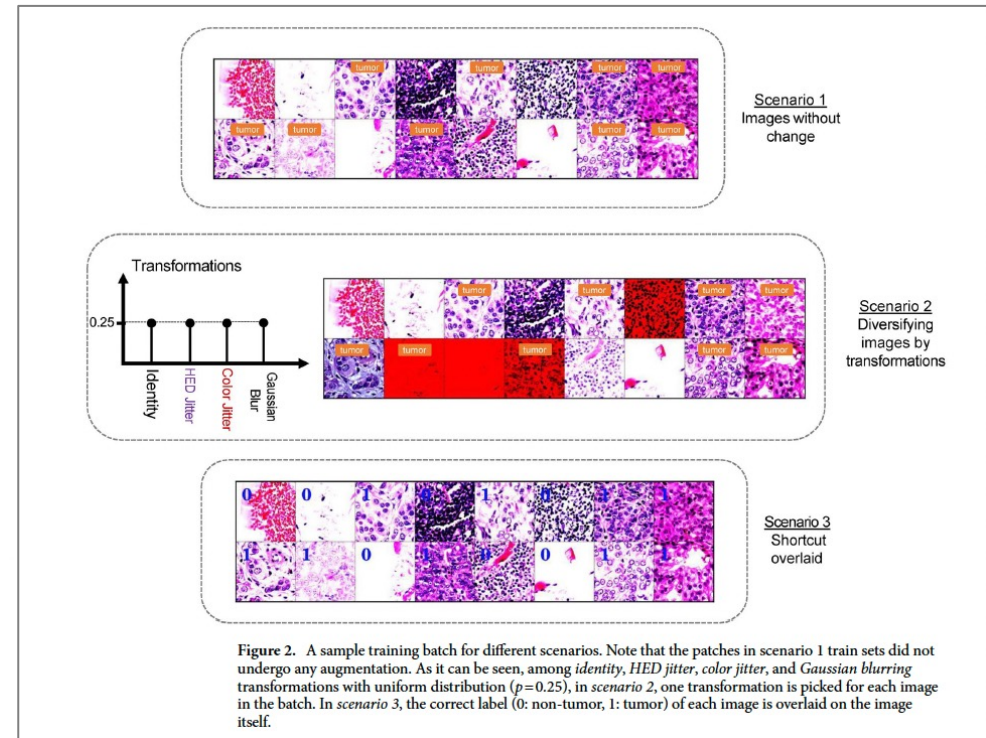 tumor tumor tumor tumor
tumor tumor tumor tumor tumor
Scenario 1
Images without
change
Transformations
0.25
Identity
HED Jitter
Color Jitter
Gaussian
Blur
tumor tumor tumor tumor
tumor tumor tumor tumor tumor
Scenario 2
Diversifying
images by
transformations
0 0 1 0 1 0 1 1
1 1 0 1 0 0 1 1
Scenario 3
Shortcut
overlaid
Figure 2. A sample training batch for different scenarios. Note that the patches in scenario 1 train sets did not
undergo any augmentation. As it can be seen, among identity, HED jitter, color jitter, and Gaussian blurring
transformations with uniform distribution (p=0.25), in scenario 2, one transformation is picked for each image
in the batch. In scenario 3, the correct label (0: non-tumor, 1: tumor) of each image is overlaid on the image
itself.